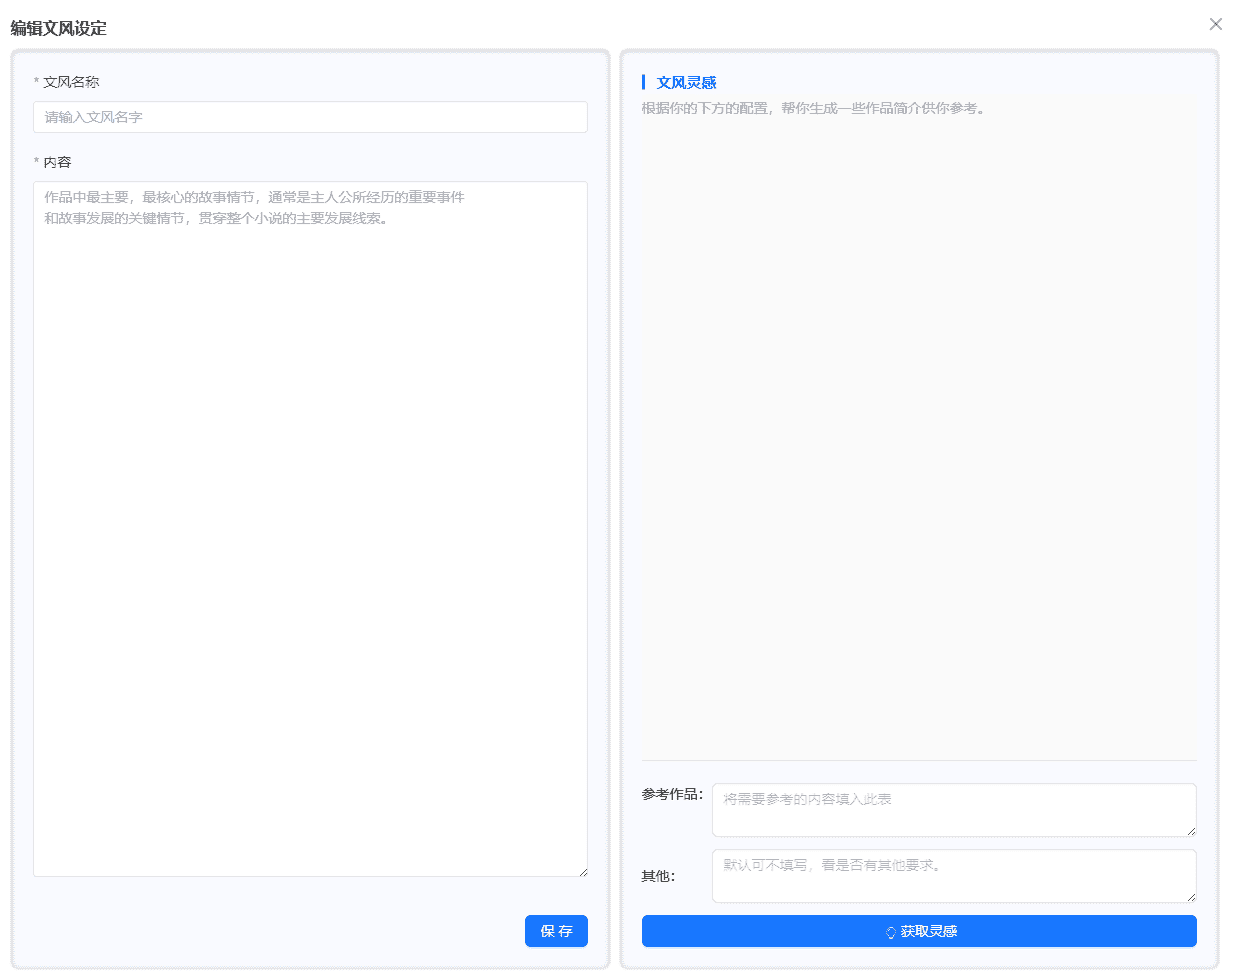 编辑文风设定
* 文风名称
请输入文风名字
* 内容
作品中最主要，最核心的故事情节，通常是主人公所经历的重要事件
和故事发展的关键情节，贯穿整个小说的主要发展线索。
保 存
文风灵感
根据你的下方的配置，帮你生成一些作品简介供你参考。
参考作品：
将需要参考的内容填入此表
其他：
默认可不填写，看是否有其他要求。
获取灵感